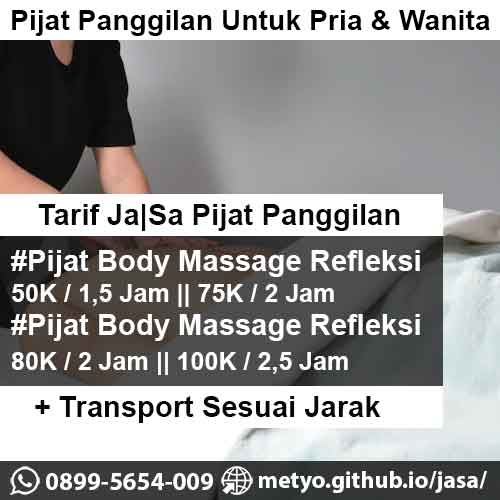 Pijat Panggilan Untuk Pria & Wanita
Tarif Ja|Sa Pijat Panggilan
#Pijat Body Massage Refleksi
50K / 1,5 Jam || 75K / 2 Jam
#Pijat Body Massage Refleksi
80K / 2 Jam || 100K / 2,5 Jam
+ Transport Sesuai Jarak
0899-5654-009 metyo.github.io/jasa/